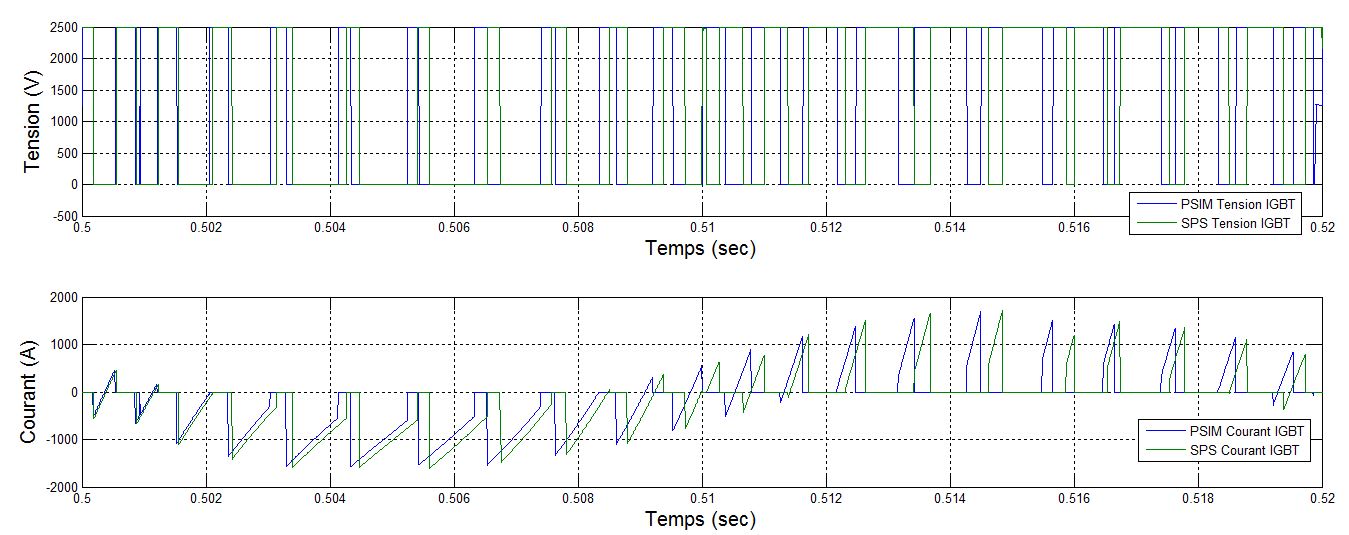 2500
2000
1500
1000
500
0
-500
Tension (V)
0.5 0.502 0.504 0.506 0.508 0.51 0.512 0.514 0.516 0.518 0.52
Temps (sec)
PSIM Tension IGBT
SPS Tension IGBT
2000
1000
0
-1000
-2000
Courant (A)
0.5 0.502 0.504 0.506 0.508 0.51 0.512 0.514 0.516 0.518 0.52
Temps (sec)
PSIM Courant IGBT
SPS Courant IGBT